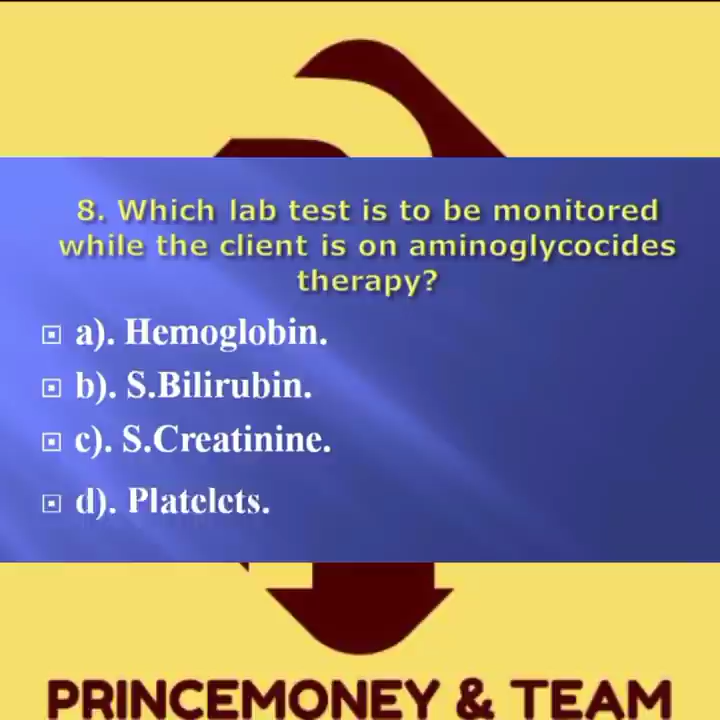 8. Which lab test is to be monitored
while the client is on aminoglycocides
therapy?
a). Hemoglobin.
b). S.Bilirubin.
c). S.Creatinine.
d). Platelets.
PRINCEMONEY & TEAM